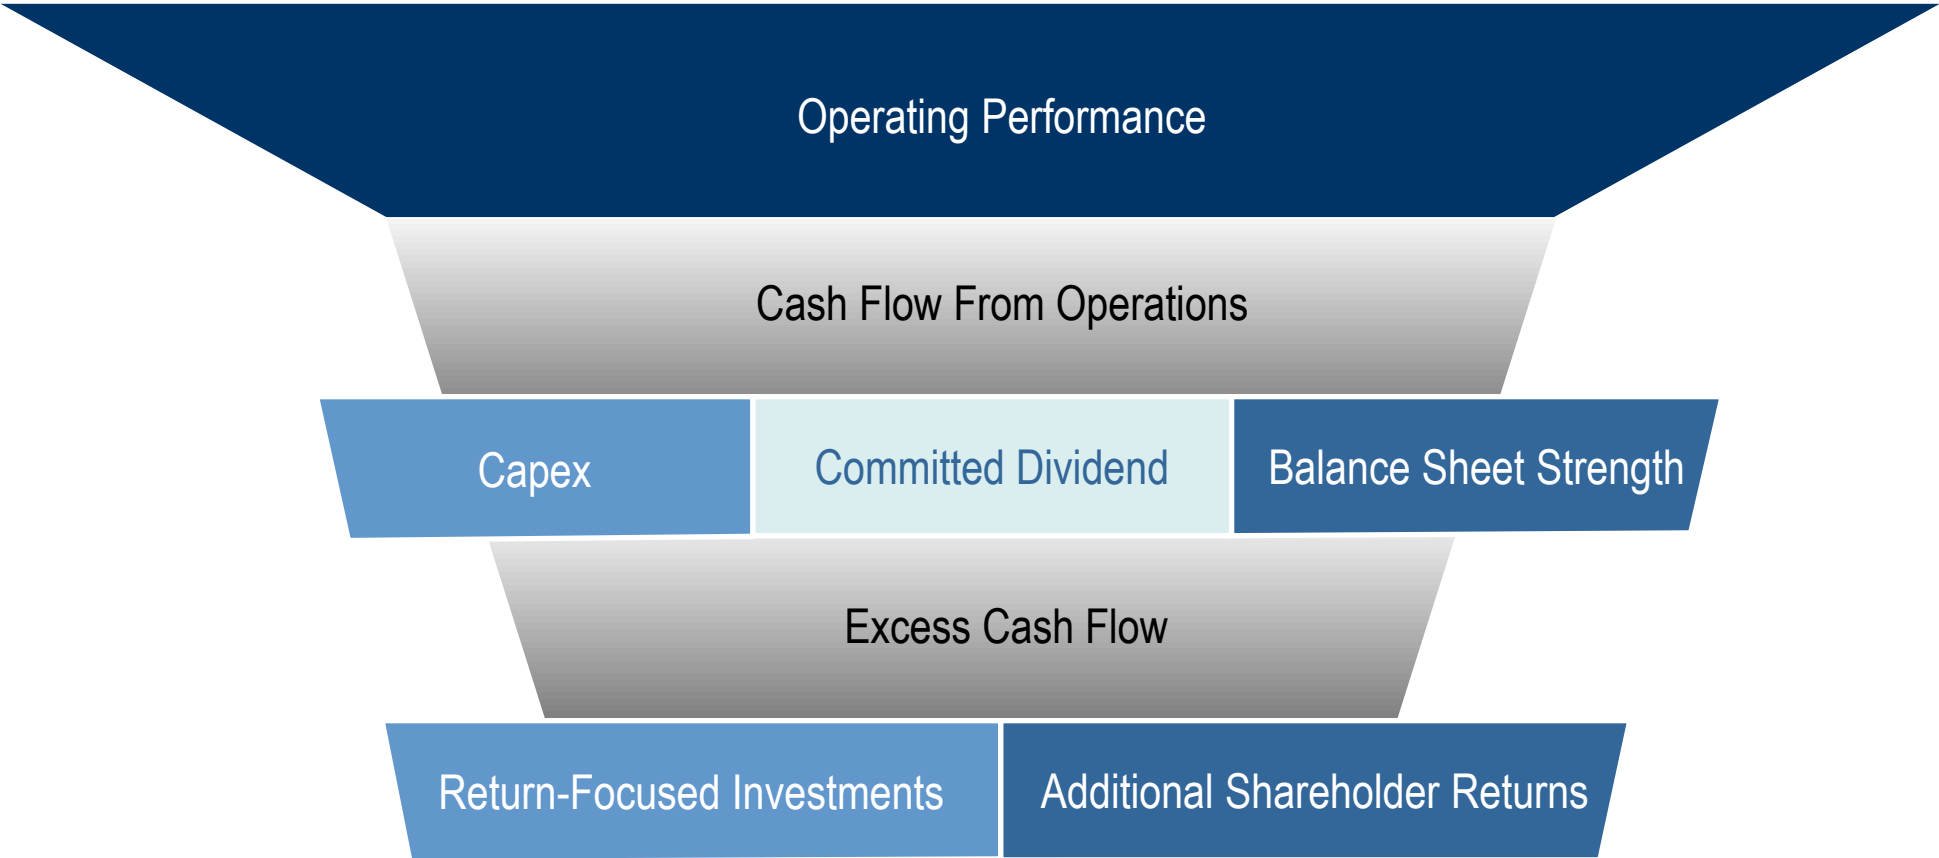 Operating Performance
Cash Flow From Operations
Capex
Committed Dividend
Balance Sheet Strength
Excess Cash Flow
Return-Focused Investments
Additional Shareholder Returns